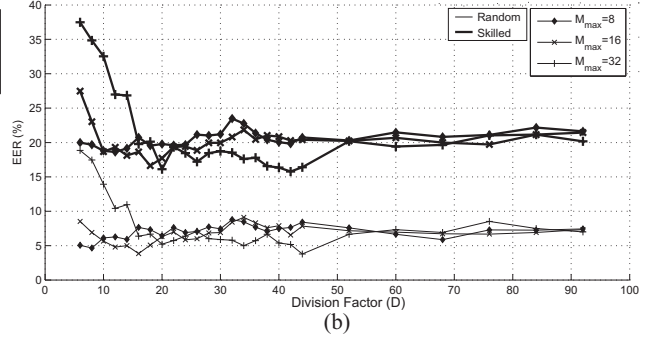 40
35
30
25
20
15
10
5
0
EER (%)
Random
Skilled
M_max=8
M_max=16
M_max=32
0 10 20 30 40 50 60 70 80 90 100
Division Factor (D)
(b)